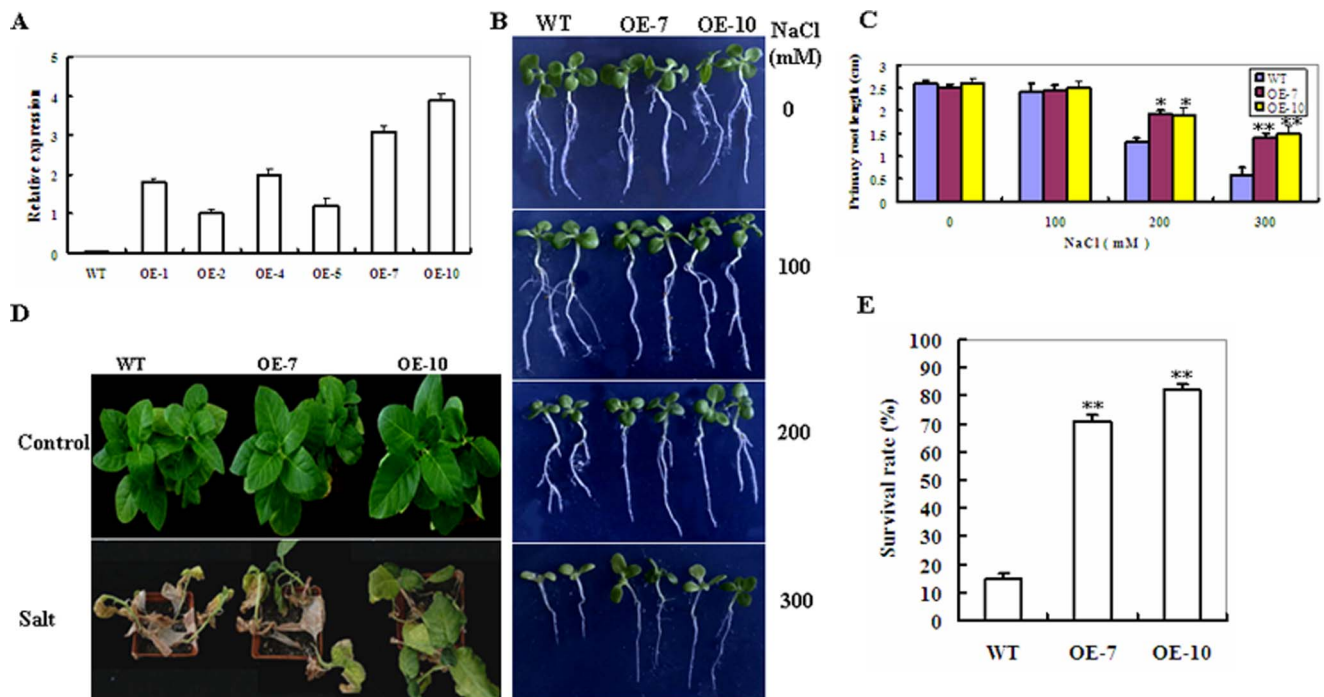 A
Relative expression
5
4
3
2
1
0
WT OE-1 OE-2 OE-4 OE-5 OE-7 OE-10
B
WT OE-7 OE-10 NaCl
(mM)
0
100
200
300
C
Primary root length (cm)
3
2.5
2
1.5
1
0.5
0
WT
OE-7
OE-10
* *
** **
0 100 200 300
NaCl ( mM )
D
WT OE-7 OE-10
Control
Salt
E
Survival rate (%)
100
90
80
70
60
50
40
30
20
10
0
**
**
WT OE-7 OE-10